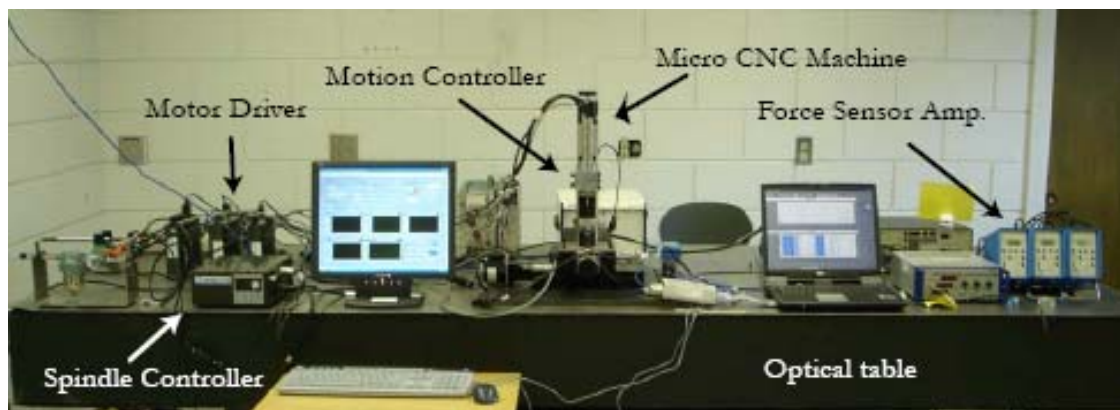 Micro CNC Machine
Motion Controller
Motor Driver
Force Sensor Amp.
Spindle Controller
Optical table